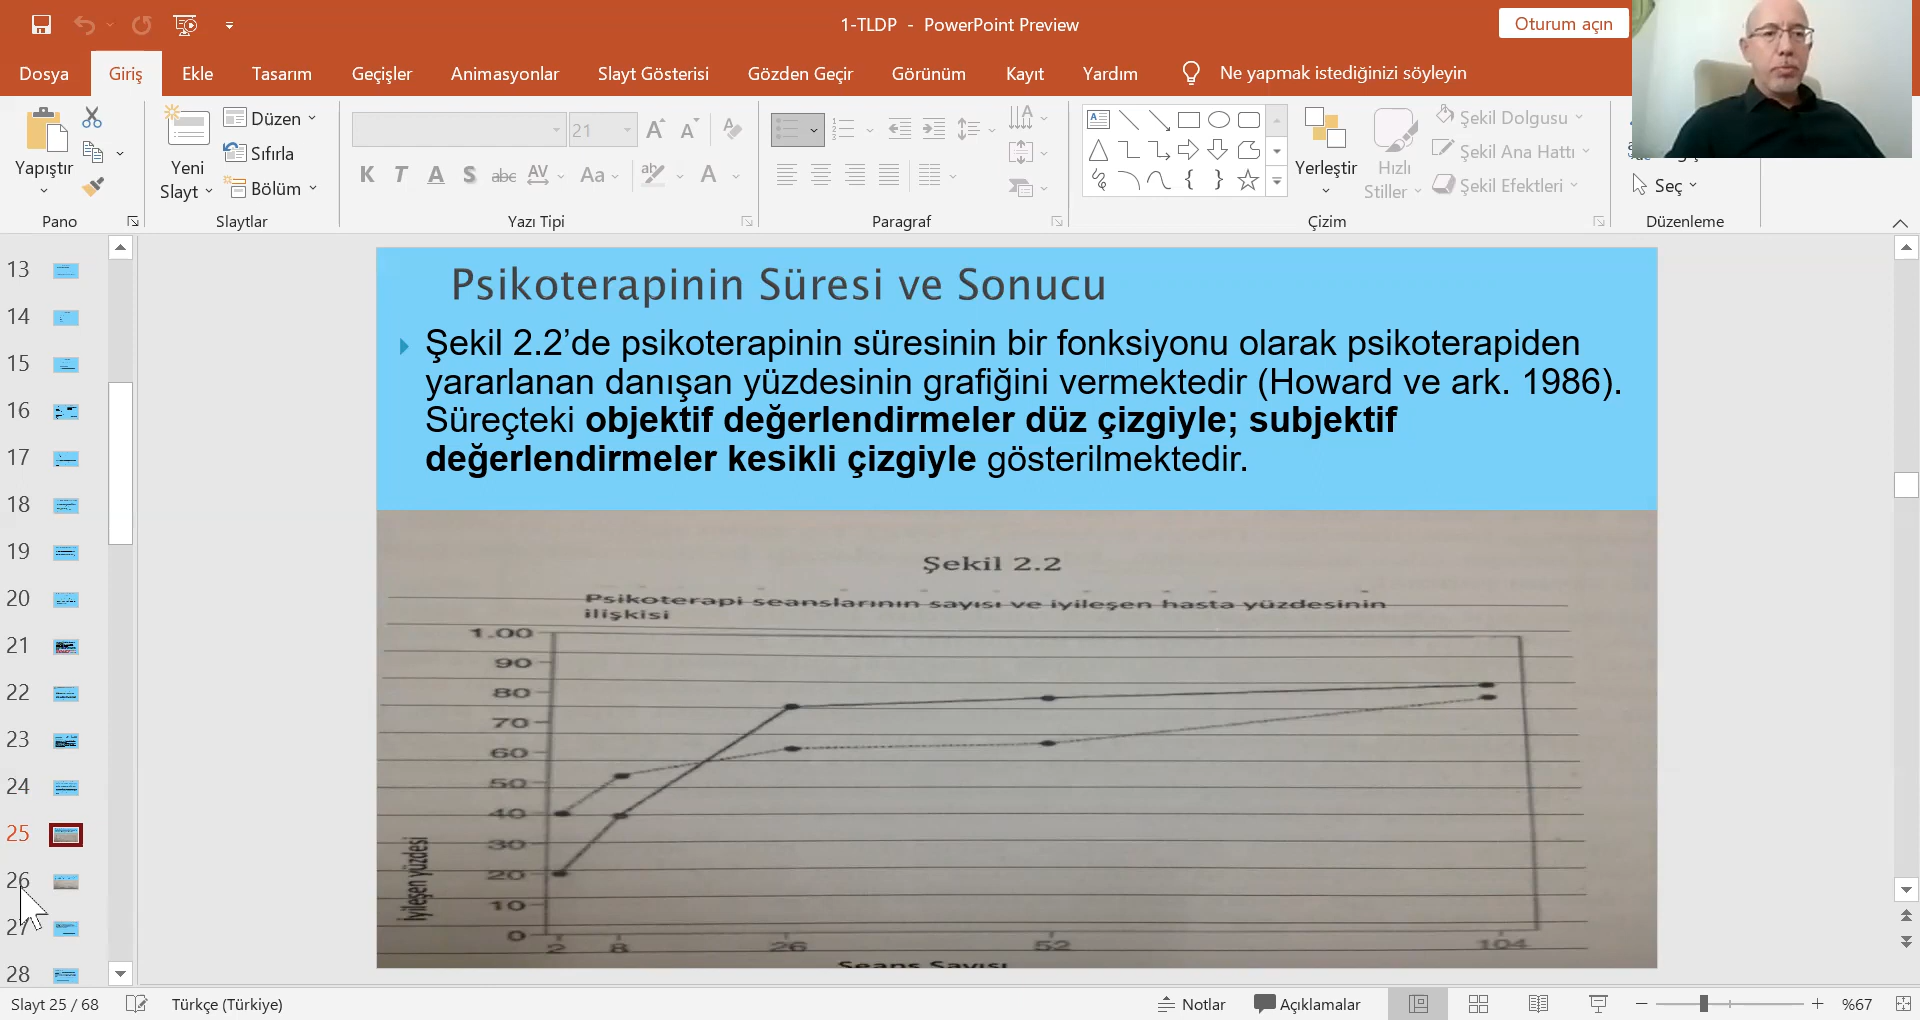 1-TLDP - PowerPoint Preview
Oturum açın
Dosya Giriş Ekle Tasarım Geçişler Animasyonlar Slayt Gösterisi Gözden Geçir Görünüm Kayıt Yardım Ne yapmak istediğinizi söyleyin
Yapıştır
Pano
Yeni Slayt
Düzen
Sıfırla
Bölüm
Slaytlar
21
K T A S abc AV Aa A
Yazı Tipi
Paragraf
Yerleştir
Hızlı Stiller
Şekil Dolgusu
Şekil Ana Hattı
Şekil Efektleri
Çizim
Seç
Düzenleme
13
14
15
16
17
18
19
20
21
22
23
24
25
26
27
28
Psikoterapinin Süresi ve Sonucu
Şekil 2.2’de psikoterapinin süresinin bir fonksiyonu olarak psikoterapiden
yararlanan danışan yüzdesinin grafiğini vermektedir (Howard ve ark. 1986).
Süreçteki objektif değerlendirmeler düz çizgiyle; subjektif
değerlendirmeler kesikli çizgiyle gösterilmektedir.
Şekil 2.2
Psikoterapi seanslarının sayısı ve iyileşen hasta yüzdesinin
ilişkisi
1.00
90
80
70
60
50
40
30
20
10
0
İyileşen yüzdesi
2 8 26 52 104
Seans Sayısı
Slayt 25 / 68 Türkçe (Türkiye) Notlar Açıklamalar %67